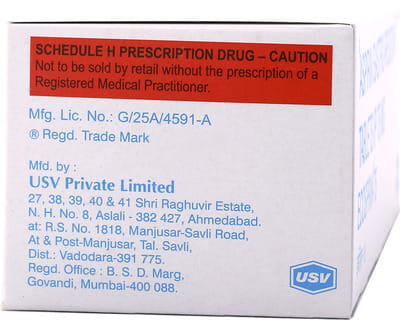 SCHEDULE H PRESCRIPTION DRUG – CAUTION
Not to be sold by retail without the prescription of a
Registered Medical Practitioner.
Mfg. Lic. No.: G/25A/4591-A
® Regd. Trade Mark
Mfd. by :
USV Private Limited
27, 38, 39, 40 & 41 Shri Raghuvir Estate,
N. H. No. 8, Aslali - 382 427, Ahmedabad.
at: R.S. No. 1818, Manjusar-Savli Road,
At & Post-Manjusar, Tal. Savli,
Dist.: Vadodara-391 775.
Regd. Office : B. S. D. Marg,
Govandi, Mumbai-400 088.
USV